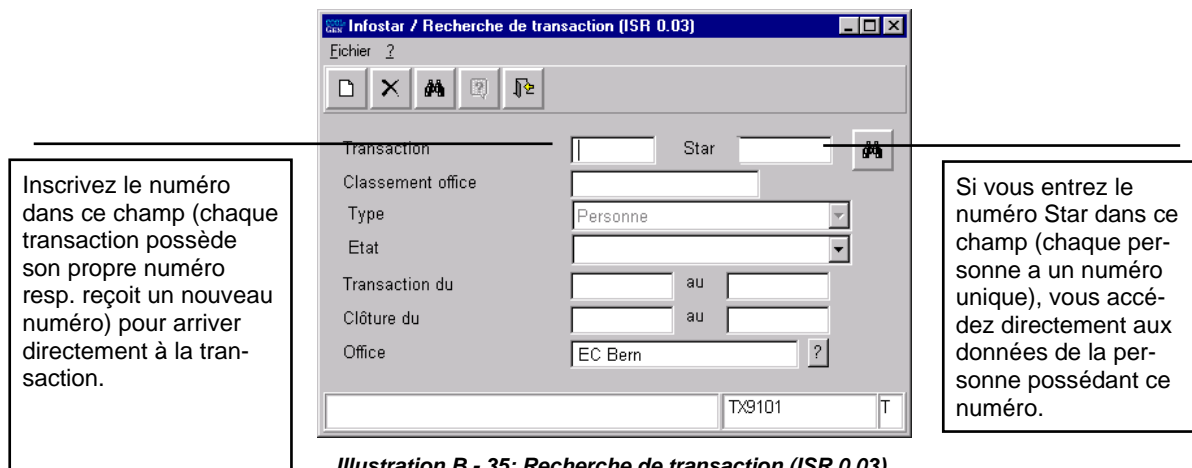 Infostar / Recherche de transaction (ISR 0.03)
Fichier ?
Transaction Star
Classement office
Type Personne
Etat
Transaction du au
Clôture du au
Office EC Bern ?
TX9101 T
Inscrivez le numéro
dans ce champ (chaque
transaction possède
son propre numéro
resp. reçoit un nouveau
numéro) pour arriver
directement à la tran-
saction.
Si vous entrez le
numéro Star dans ce
champ (chaque per-
sonne a un numéro
unique), vous accé-
dez directement aux
données de la per-
sonne possédant ce
numéro.
Illustration B - 35: Recherche de transaction (ISR 0.03)